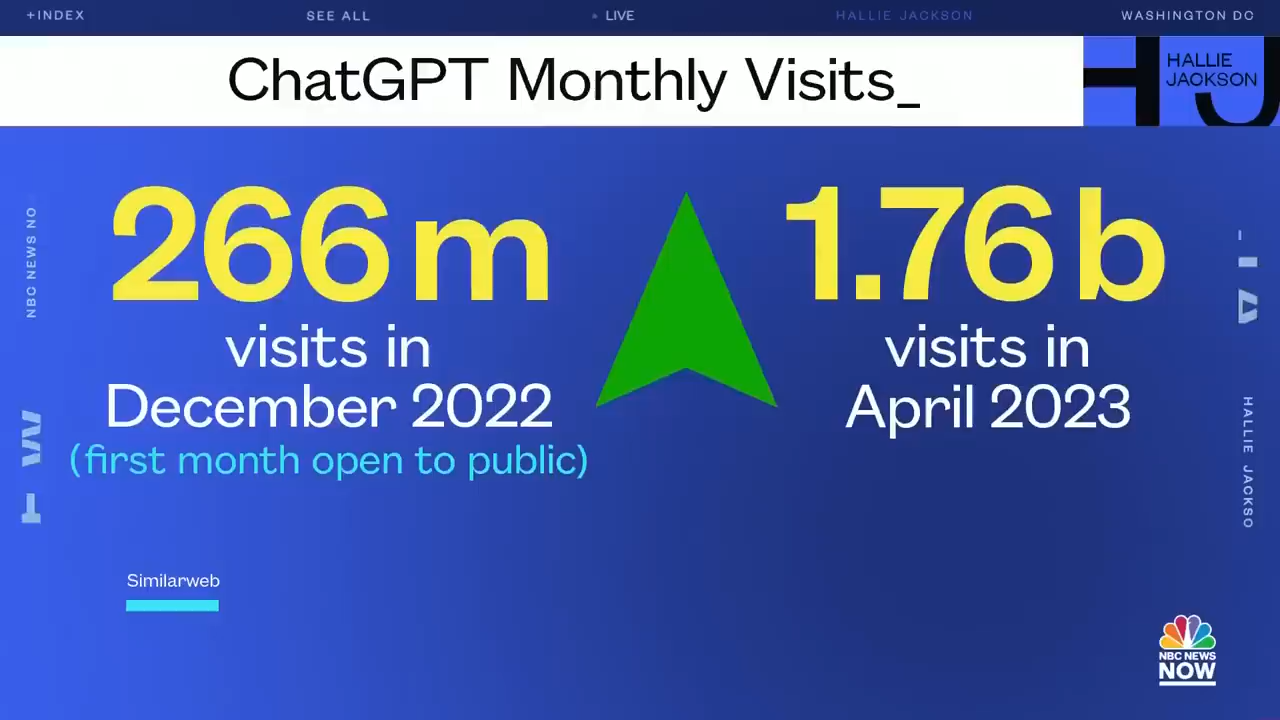 +INDEX
SEE ALL
LIVE
HALLIE JACKSON
WASHINGTON DC
ChatGPT Monthly Visits_
HALLIE
JACKSON
266 m
visits in
December 2022
(first month open to public)
1.76 b
visits in
April 2023
NBC NEWS NO
HALLIE JACKSO
Similarweb
NBC NEWS
NOW